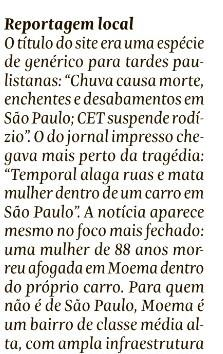 Reportagem local
O título do site era uma espécie
de genérico para tardes pau-
listanas: “Chuva causa morte,
enchentes e desabamentos em
São Paulo; CET suspende rodí-
zio”. O do jornal impresso che-
gava mais perto da tragédia:
“Temporal alaga ruas e mata
mulher dentro de um carro em
São Paulo”. A notícia aparece
mesmo no foco mais fechado:
uma mulher de 88 anos mor-
reu afogada em Moema dentro
do próprio carro. Para quem
não é de São Paulo, Moema é
um bairro de classe média al-
ta, com ampla infraestrutura